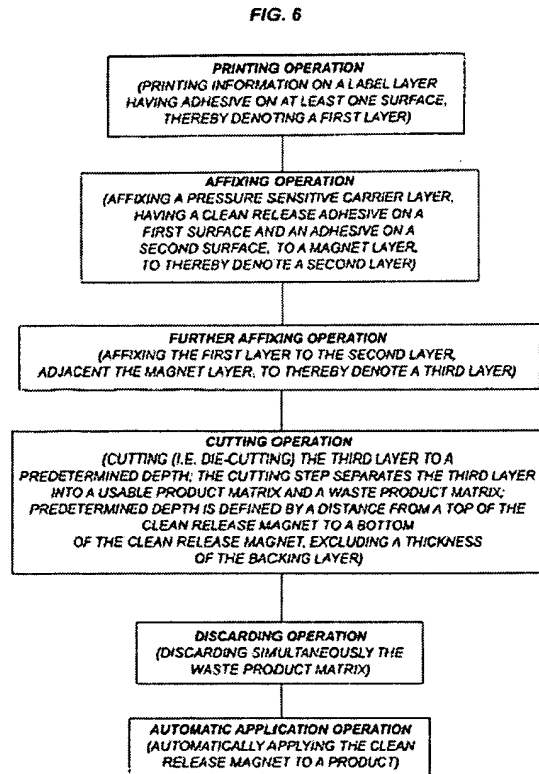 FIG. 6
PRINTING OPERATION
(PRINTING INFORMATION ON A LABEL LAYER
HAVING ADHESIVE ON AT LEAST ONE SURFACE,
THEREBY DENOTING A FIRST LAYER)
AFFIXING OPERATION
(AFFIXING A PRESSURE SENSITIVE CARRIER LAYER,
HAVING A CLEAN RELEASE ADHESIVE ON A
FIRST SURFACE AND AN ADHESIVE ON A
SECOND SURFACE, TO A MAGNET LAYER,
TO THEREBY DENOTE A SECOND LAYER)
FURTHER AFFIXING OPERATION
(AFFIXING THE FIRST LAYER TO THE SECOND LAYER,
ADJACENT THE MAGNET LAYER, TO THEREBY DENOTE A THIRD LAYER)
CUTTING OPERATION
(CUTTING (I.E. DIE-CUTTING) THE THIRD LAYER TO A
PREDETERMINED DEPTH; THE CUTTING STEP SEPARATES THE THIRD LAYER
INTO A USABLE PRODUCT MATRIX AND A WASTE PRODUCT MATRIX;
PREDETERMINED DEPTH IS DEFINED BY A DISTANCE FROM A TOP OF THE
CLEAN RELEASE MAGNET TO A BOTTOM
OF THE CLEAN RELEASE MAGNET, EXCLUDING A THICKNESS
OF THE BACKING LAYER)
DISCARDING OPERATION
(DISCARDING SIMULTANEOUSLY THE
WASTE PRODUCT MATRIX)
AUTOMATIC APPLICATION OPERATION
(AUTOMATICALLY APPLYING THE CLEAN
RELEASE MAGNET TO A PRODUCT)